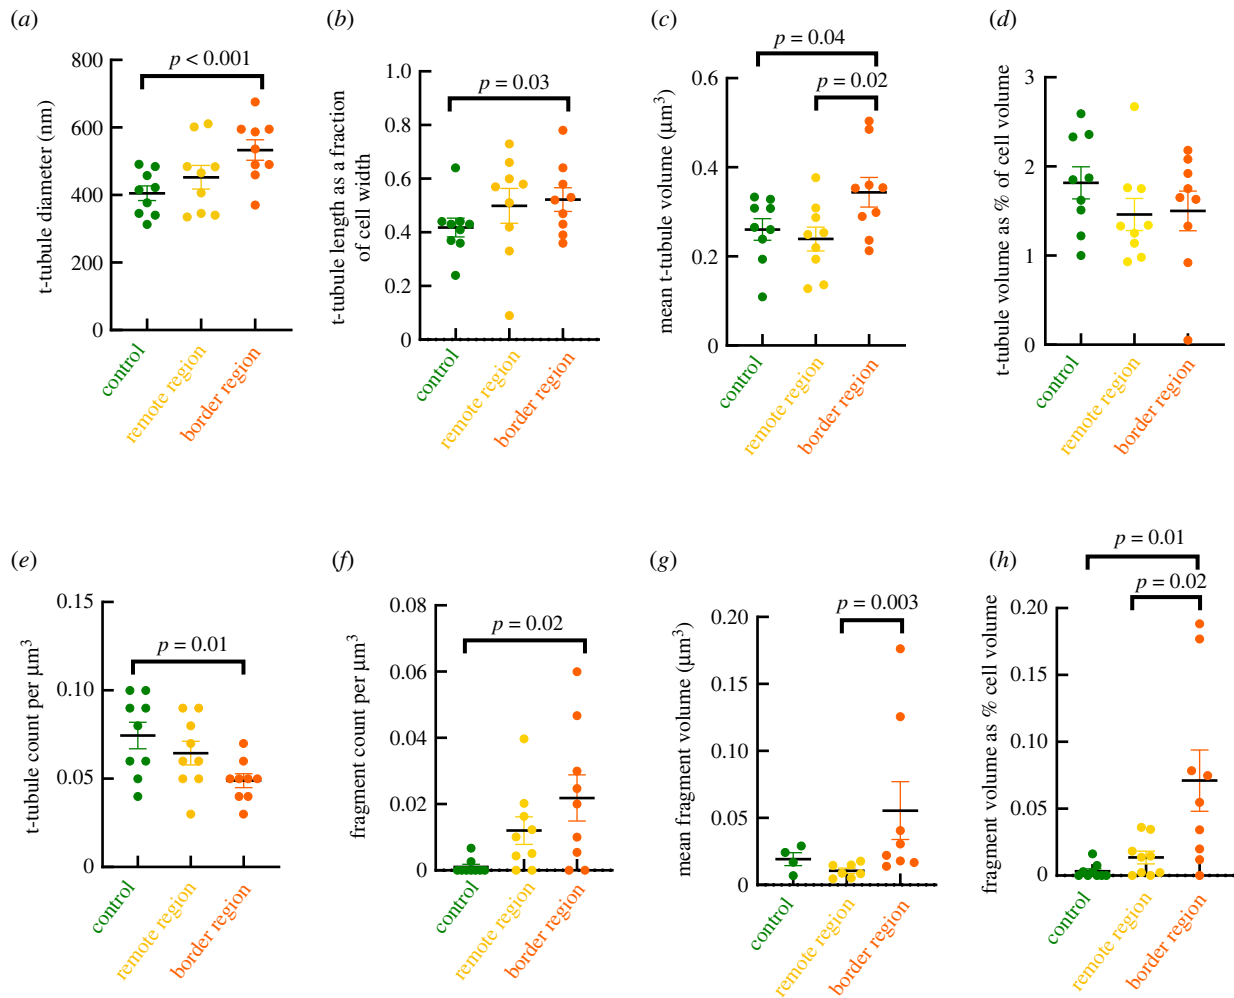 (a)
t-tubule diameter (nm)
800
600
400
200
0
p < 0.001
control
remote region
border region
(b)
t-tubule length as a fraction
of cell width
1.0
0.8
0.6
0.4
0.2
0
p = 0.03
control
remote region
border region
(c)
mean t-tubule volume (µm³)
0.6
0.4
0.2
0
p = 0.04
p = 0.02
control
remote region
border region
(d)
t-tubule volume as % of cell volume
3
2
1
0
control
remote region
border region
(e)
t-tubule count per µm³
0.15
0.10
0.05
0
p = 0.01
control
remote region
border region
(f)
fragment count per µm³
0.08
0.06
0.04
0.02
0
p = 0.02
control
remote region
border region
(g)
mean fragment volume (µm³)
0.20
0.15
0.10
0.05
0
p = 0.003
control
remote region
border region
(h)
fragment volume as % cell volume
0.20
0.15
0.10
0.05
0
p = 0.01
p = 0.02
control
remote region
border region